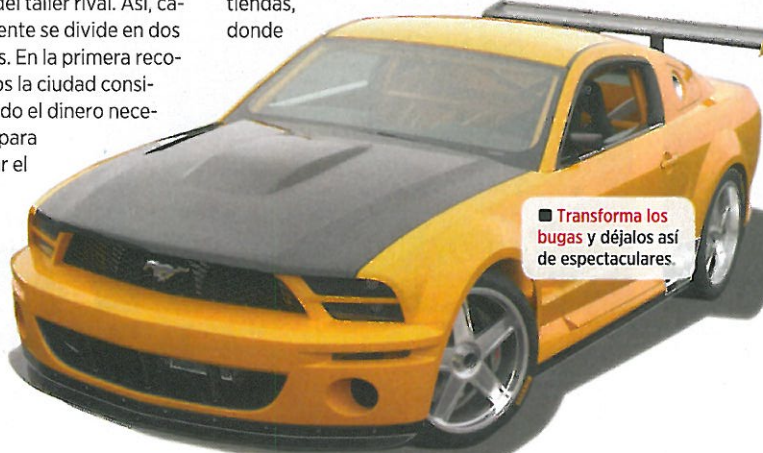 del taller rival. Así, ca-
ente se divide en dos
s. En la primera reco-
os la ciudad consi-
do el dinero nece-
para
r el
tiendas,
donde
■ Transforma los
bugas y déjalos así
de espectaculares.